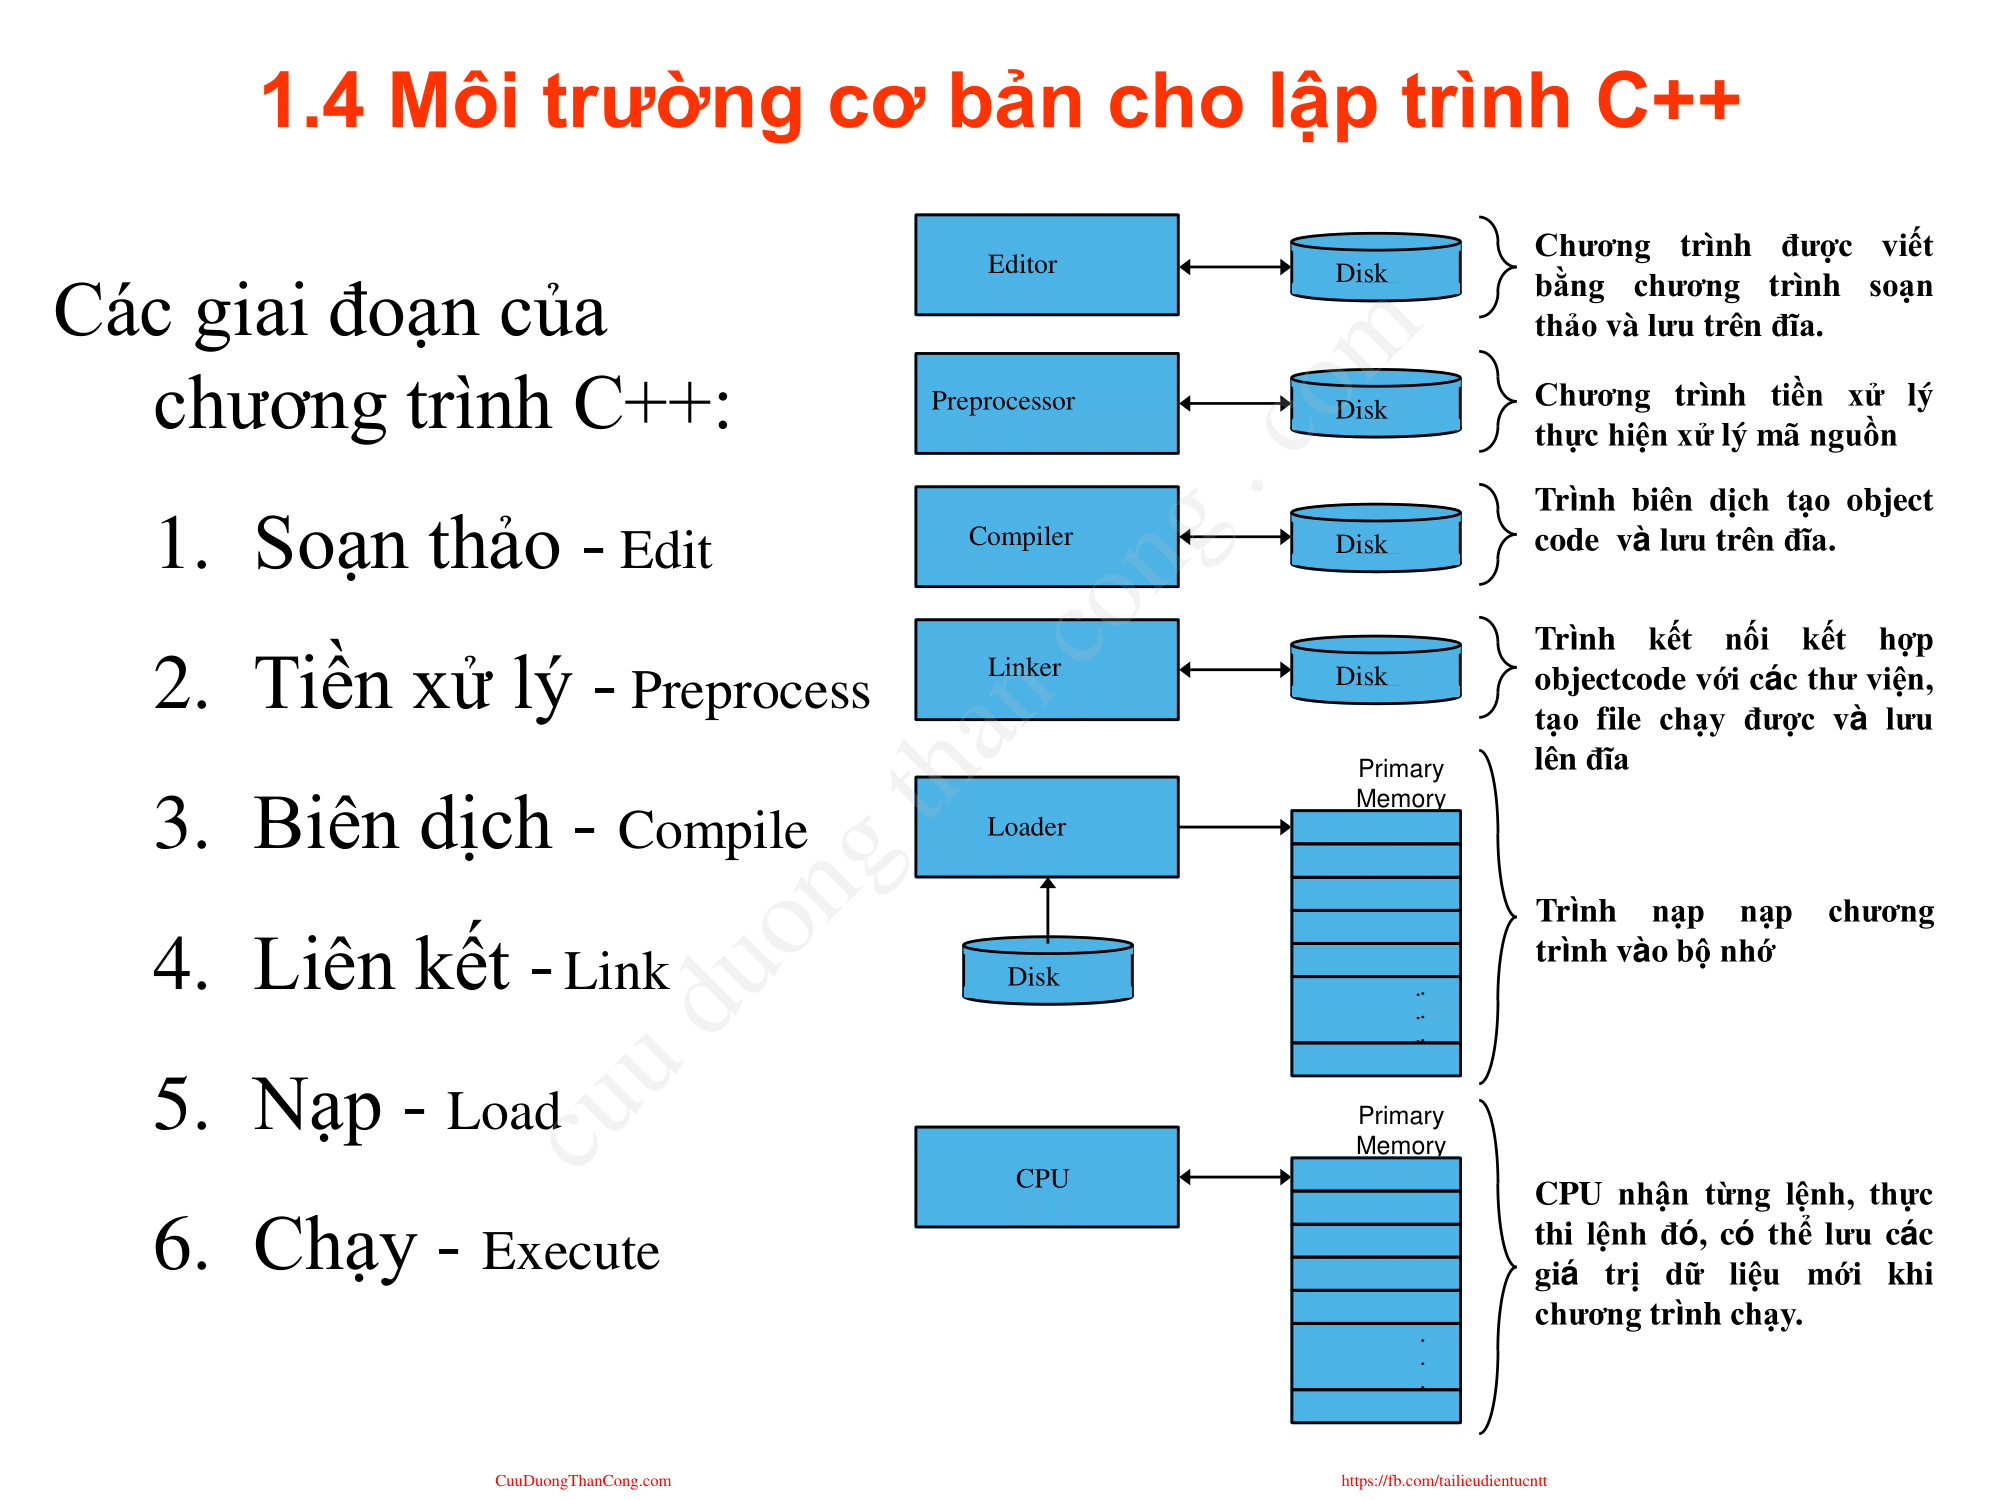 1.4 Môi trường cơ bản cho lập trình C++
Các giai đoạn của
chương trình C++:
1. Soạn thảo - Edit
2. Tiền xử lý - Preprocess
3. Biên dịch - Compile
4. Liên kết - Link
5. Nạp - Load
6. Chạy - Execute
Editor
Disk
Chương trình được viết
bằng chương trình soạn
thảo và lưu trên đĩa.
Preprocessor
Disk
Chương trình tiền xử lý
thực hiện xử lý mã nguồn
Compiler
Disk
Trình biên dịch tạo object
code và lưu trên đĩa.
Linker
Disk
Trình kết nối kết hợp
objectcode với các thư viện,
tạo file chạy được và lưu
lên đĩa
Loader
Disk
Primary
Memory
Trình nạp nạp chương
trình vào bộ nhớ
CPU
Primary
Memory
CPU nhận từng lệnh, thực
thi lệnh đó, có thể lưu các
giá trị dữ liệu mới khi
chương trình chạy.
cuu duong than cong . com
CuuDuongThanCong.com
https://fb.com/tailieudientucntt